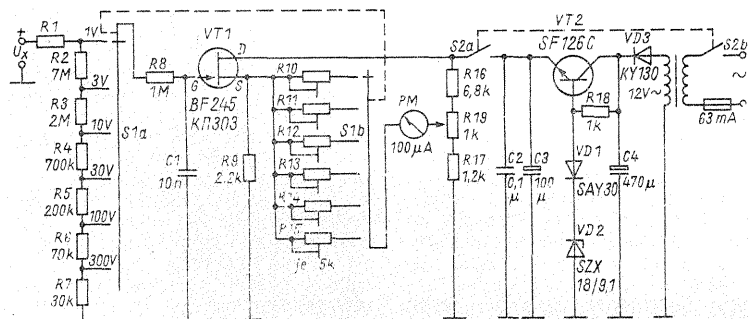 R1
+
Ux
1V
R2
7M
3V
R3
2M
10V
R4
700k
30V
R5
200k
100V
R6
70k
300V
R7
30k
S1a
R8
1M
C1
10n
VT1
D
G
S
BF245
КП303
R9
2.2k
R10
R11
R12
R13
R14
R15
je 5k
S1b
PM
100µA
S2a
R16
6,8k
R19
1k
R17
1,2k
C2
0,1
µ
C3
100
µ
VT2
SF126C
R18
1k
VD1
SAY30
VD2
SZX
18/9,1
C4
470µ
VD3
KY130
12V~
S2b
~
63mA